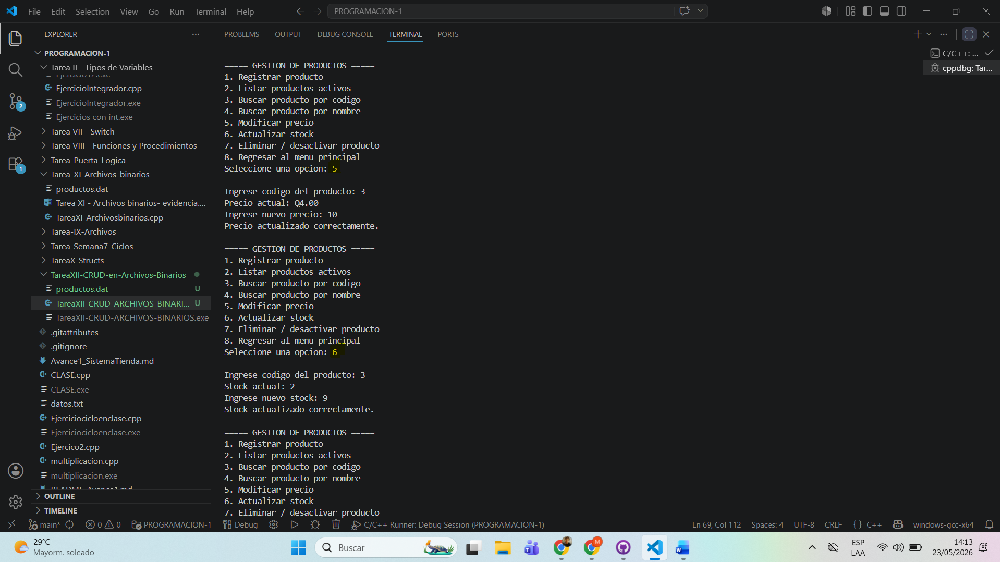 File Edit Selection View Go Run Terminal Help
PROGRAMACION-1
EXPLORER
PROGRAMACION-1
Tarea II - Tipos de Variables
Ejercicio12.exe
EjercicioIntegrador.cpp
EjercicioIntegrador.exe
Ejercicios con int.exe
Tarea VII - Switch
Tarea VIII - Funciones y Procedimientos
Tarea_Puerta_Logica
Tarea_XI-Archivos_binarios
productos.dat
Tarea XI - Archivos binarios- evidencia....
TareaXI-Archivosbinarios.cpp
Tarea-IX-Archivos
Tarea-Semana7-Ciclos
TareaX-Structs
TareaXII-CRUD-en-Archivos-Binarios
productos.dat U
TareaXII-CRUD-ARCHIVOS-BINARI... U
TareaXII-CRUD-ARCHIVOS-BINARIOS.exe
.gitattributes
.gitignore
Avance1_SistemaTienda.md
CLASE.cpp
CLASE.exe
datos.txt
Ejerciciocicloenclase.cpp
Ejerciciocicloenclase.exe
Ejercico2.cpp
multiplicacion.cpp
multiplicacion.exe
README_Avance1.md
OUTLINE
TIMELINE
2
1
PROBLEMS OUTPUT DEBUG CONSOLE TERMINAL PORTS
===== GESTION DE PRODUCTOS =====
1. Registrar producto
2. Listar productos activos
3. Buscar producto por codigo
4. Buscar producto por nombre
5. Modificar precio
6. Actualizar stock
7. Eliminar / desactivar producto
8. Regresar al menu principal
Seleccione una opcion: 5
Ingrese codigo del producto: 3
Precio actual: Q4.00
Ingrese nuevo precio: 10
Precio actualizado correctamente.
===== GESTION DE PRODUCTOS =====
1. Registrar producto
2. Listar productos activos
3. Buscar producto por codigo
4. Buscar producto por nombre
5. Modificar precio
6. Actualizar stock
7. Eliminar / desactivar producto
8. Regresar al menu principal
Seleccione una opcion: 6
Ingrese codigo del producto: 3
Stock actual: 2
Ingrese nuevo stock: 9
Stock actualizado correctamente.
===== GESTION DE PRODUCTOS =====
1. Registrar producto
2. Listar productos activos
3. Buscar producto por codigo
4. Buscar producto por nombre
5. Modificar precio
6. Actualizar stock
7. Eliminar / desactivar producto
C/C++: ...
cppdbg: Tar...
main* 0 0 PROGRAMACION-1 Debug C/C++ Runner: Debug Session (PROGRAMACION-1) Ln 69, Col 112 Spaces: 4 UTF-8 CRLF {} C++ windows-gcc-x64
29°C
Mayorm. soleado
Buscar
M
ESP
LAA
14:13
23/05/2026